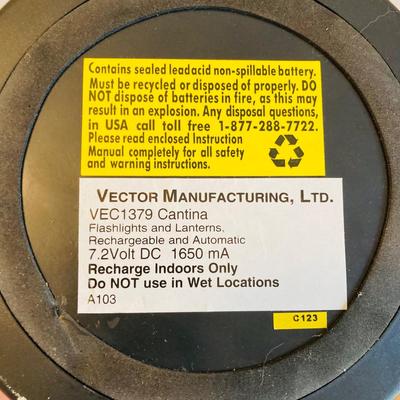 Contains sealed leadacid non-spillable battery.
Must be recycled or disposed of properly. DO
NOT dispose of batteries in fire, as this may
result in an explosion. Any disposal questions,
in USA call toll free 1-877-288-7722.
Please read enclosed Instruction
Manual completely for all safety
and warning instructions.
VECTOR MANUFACTURING, LTD.
VEC1379 Cantina
Flashlights and Lanterns.
Rechargeable and Automatic
7.2Volt DC 1650 mA
Recharge Indoors Only
Do NOT use in Wet Locations
A103
C123